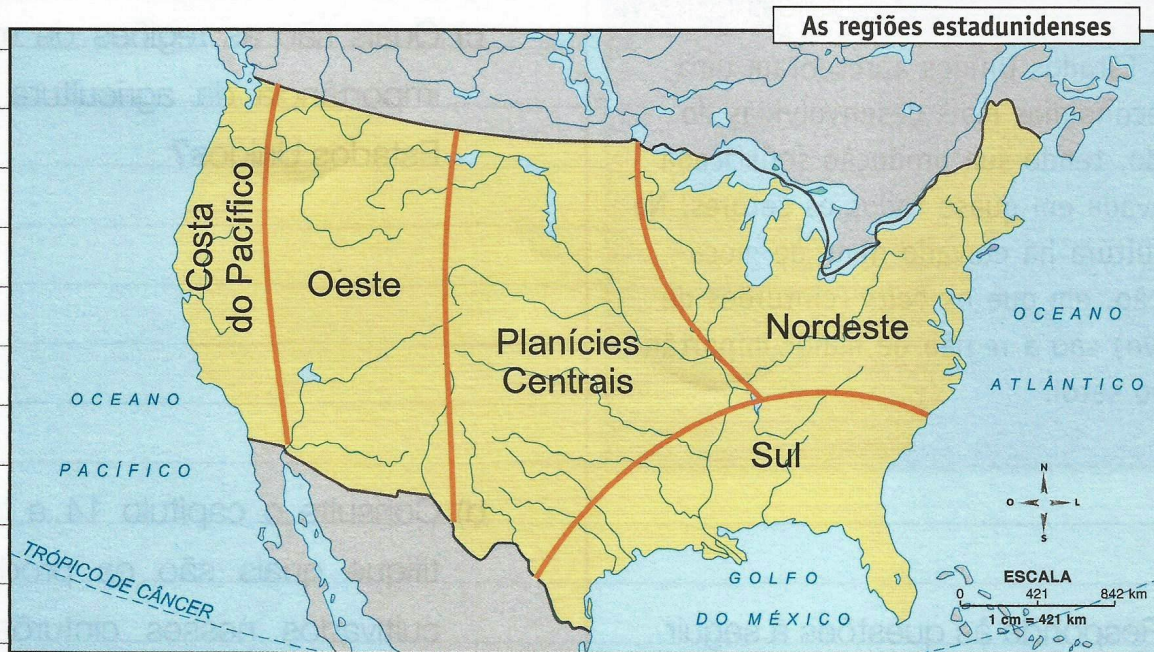 As regiões estadunidenses
Costa
do Pacífico
Oeste
Planícies
Centrais
Nordeste
Sul
OCEANO
PACÍFICO
OCEANO
ATLÂNTICO
GOLFO
DO MÉXICO
TRÓPICO DE CÂNCER
N
O
L
S
ESCALA
0 421 842 km
1 cm = 421 km